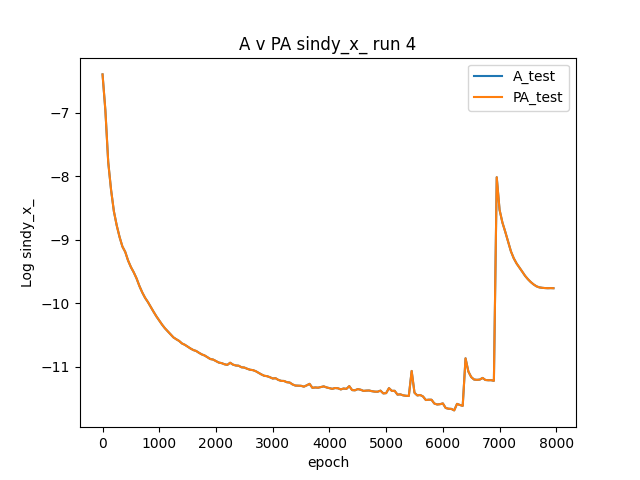 A v PA sindy_x_ run 4
A_test
PA_test
Log sindy_x_
−7
−8
−9
−10
−11
0 1000 2000 3000 4000 5000 6000 7000 8000
epoch